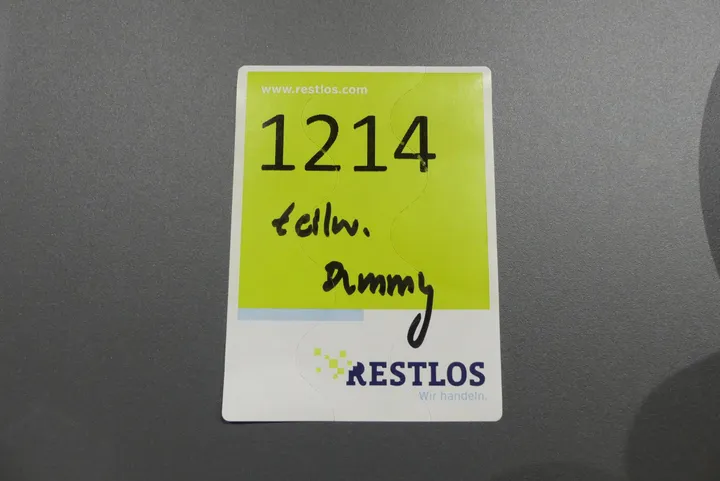 www.restlos.com
1214
teilw.
Dummy
RESTLOS
Wir handeln.